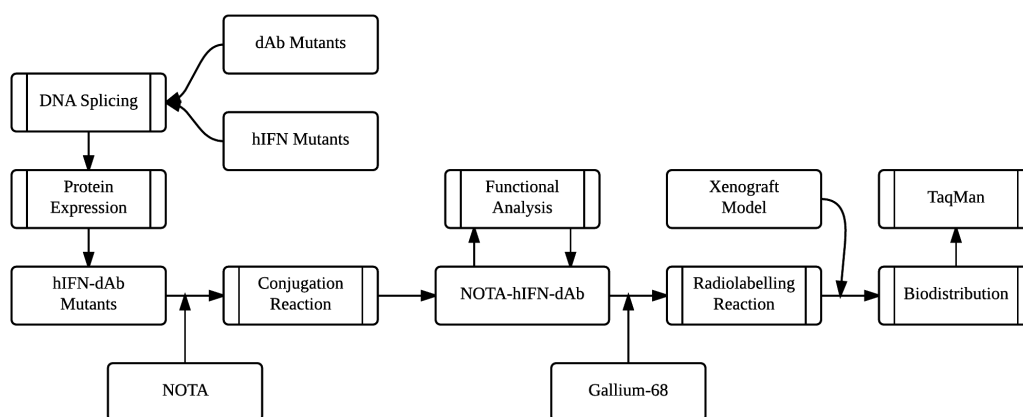 dAb Mutants
DNA Splicing
hIFN Mutants
Protein
Expression
Functional
Analysis
Xenograft
Model
TaqMan
hIFN-dAb
Mutants
Conjugation
Reaction
NOTA-hIFN-dAb
Radiolabelling
Reaction
Biodistribution
NOTA
Gallium-68